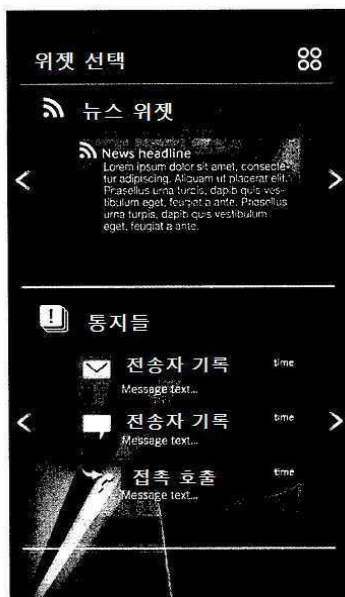 위젯 선택
뉴스 위젯
News headline
Lorem ipsum dolor sit amet, consecte-
tur adipiscing. Aliquam ut placerat elit.
Phasellus urna turpis, dapib quis ves-
tibulum eget, feugiat a ante. Phasellus
urna turpis, dapib quis vestibulum
eget, feugiat a ante.
통지들
전송자 기록 time
Message text...
전송자 기록 time
Message text...
접촉 호출 time
Message text...